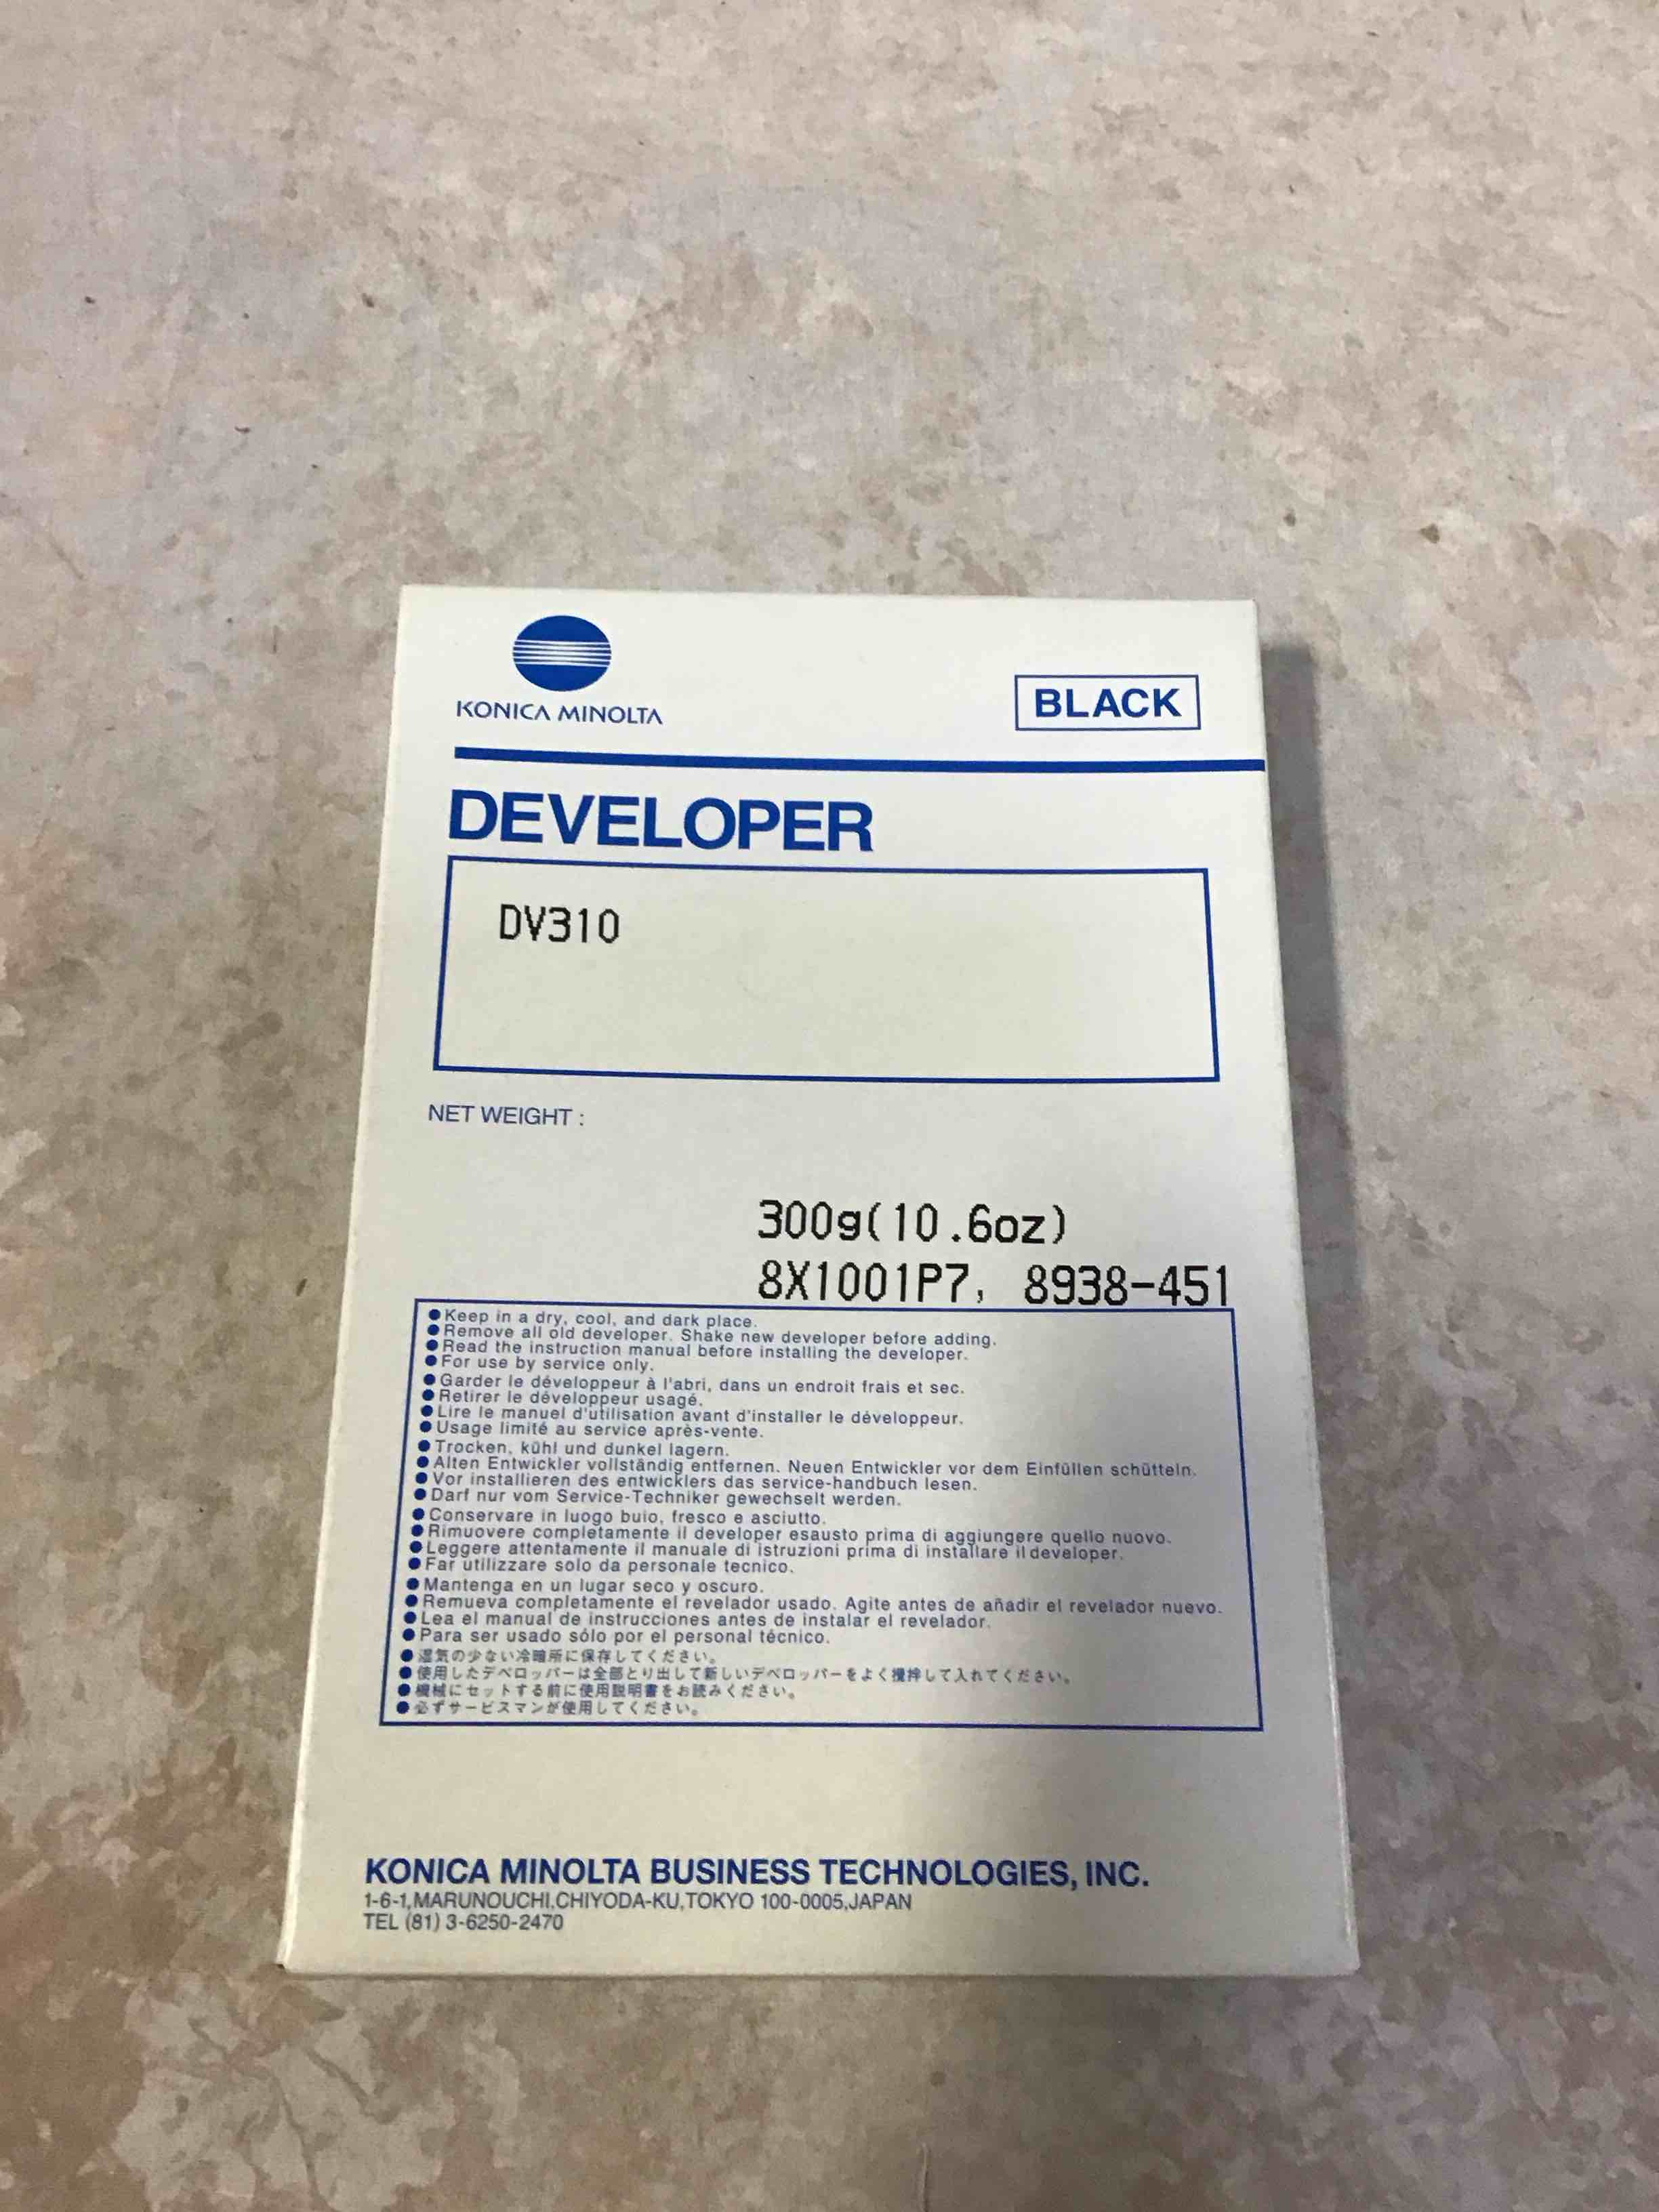 KONICA MINOLTA
BLACK
DEVELOPER
DV310
NET WEIGHT :
300g(10.6oz)
8X1001P7, 8938-451
●Keep in a dry, cool, and dark place.
●Remove all old developer. Shake new developer before adding.
●Read the instruction manual before installing the developer.
●For use by service only.
●Garder le développeur à l'abri, dans un endroit frais et sec.
●Retirer le développeur usagé.
●Lire le manuel d'utilisation avant d'installer le développeur.
●Usage limité au service après-vente.
●Trocken, kühl und dunkel lagern.
●Alten Entwickler vollständig entfernen. Neuen Entwickler vor dem Einfüllen schütteln.
●Vor installieren des entwicklers das service-handbuch lesen.
●Darf nur vom Service-Techniker gewechselt werden.
●Conservare in luogo buio, fresco e asciutto.
●Rimuovere completamente il developer esausto prima di aggiungere quello nuovo.
●Leggere attentamente il manuale di istruzioni prima di installare il developer.
●Far utilizzare solo da personale tecnico.
●Mantenga en un lugar seco y oscuro.
●Remueva completamente el revelador usado. Agite antes de añadir el revelador nuevo.
●Lea el manual de instrucciones antes de instalar el revelador.
●Para ser usado sólo por el personal técnico.
●湿気の少ない冷暗所に保存してください。
●使用したデベロッパーは全部とり出して新しいデベロッパーをよく攪拌して入れてください。
●機械にセットする前に使用説明書をお読みください。
●必ずサービスマンが使用してください。
KONICA MINOLTA BUSINESS TECHNOLOGIES, INC.
1-6-1,MARUNOUCHI,CHIYODA-KU,TOKYO 100-0005,JAPAN
TEL (81) 3-6250-2470